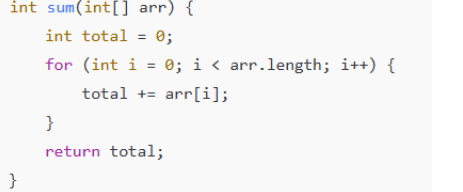 int sum(int[] arr) {
    int total = 0;
    for (int i = 0; i < arr.length; i++) {
        total += arr[i];
    }
    return total;
}